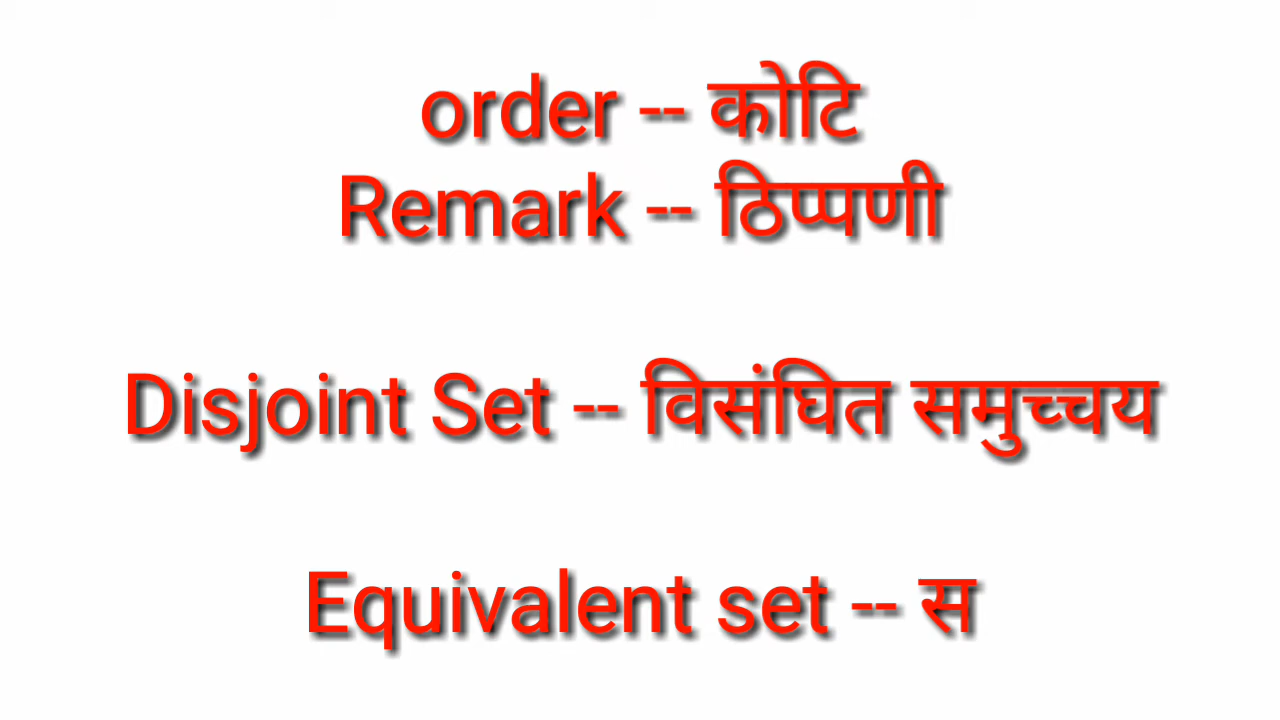 order -- कोटि
Remark -- ठिप्पणी
Disjoint Set -- विसंघित समुच्चय
Equivalent set -- स